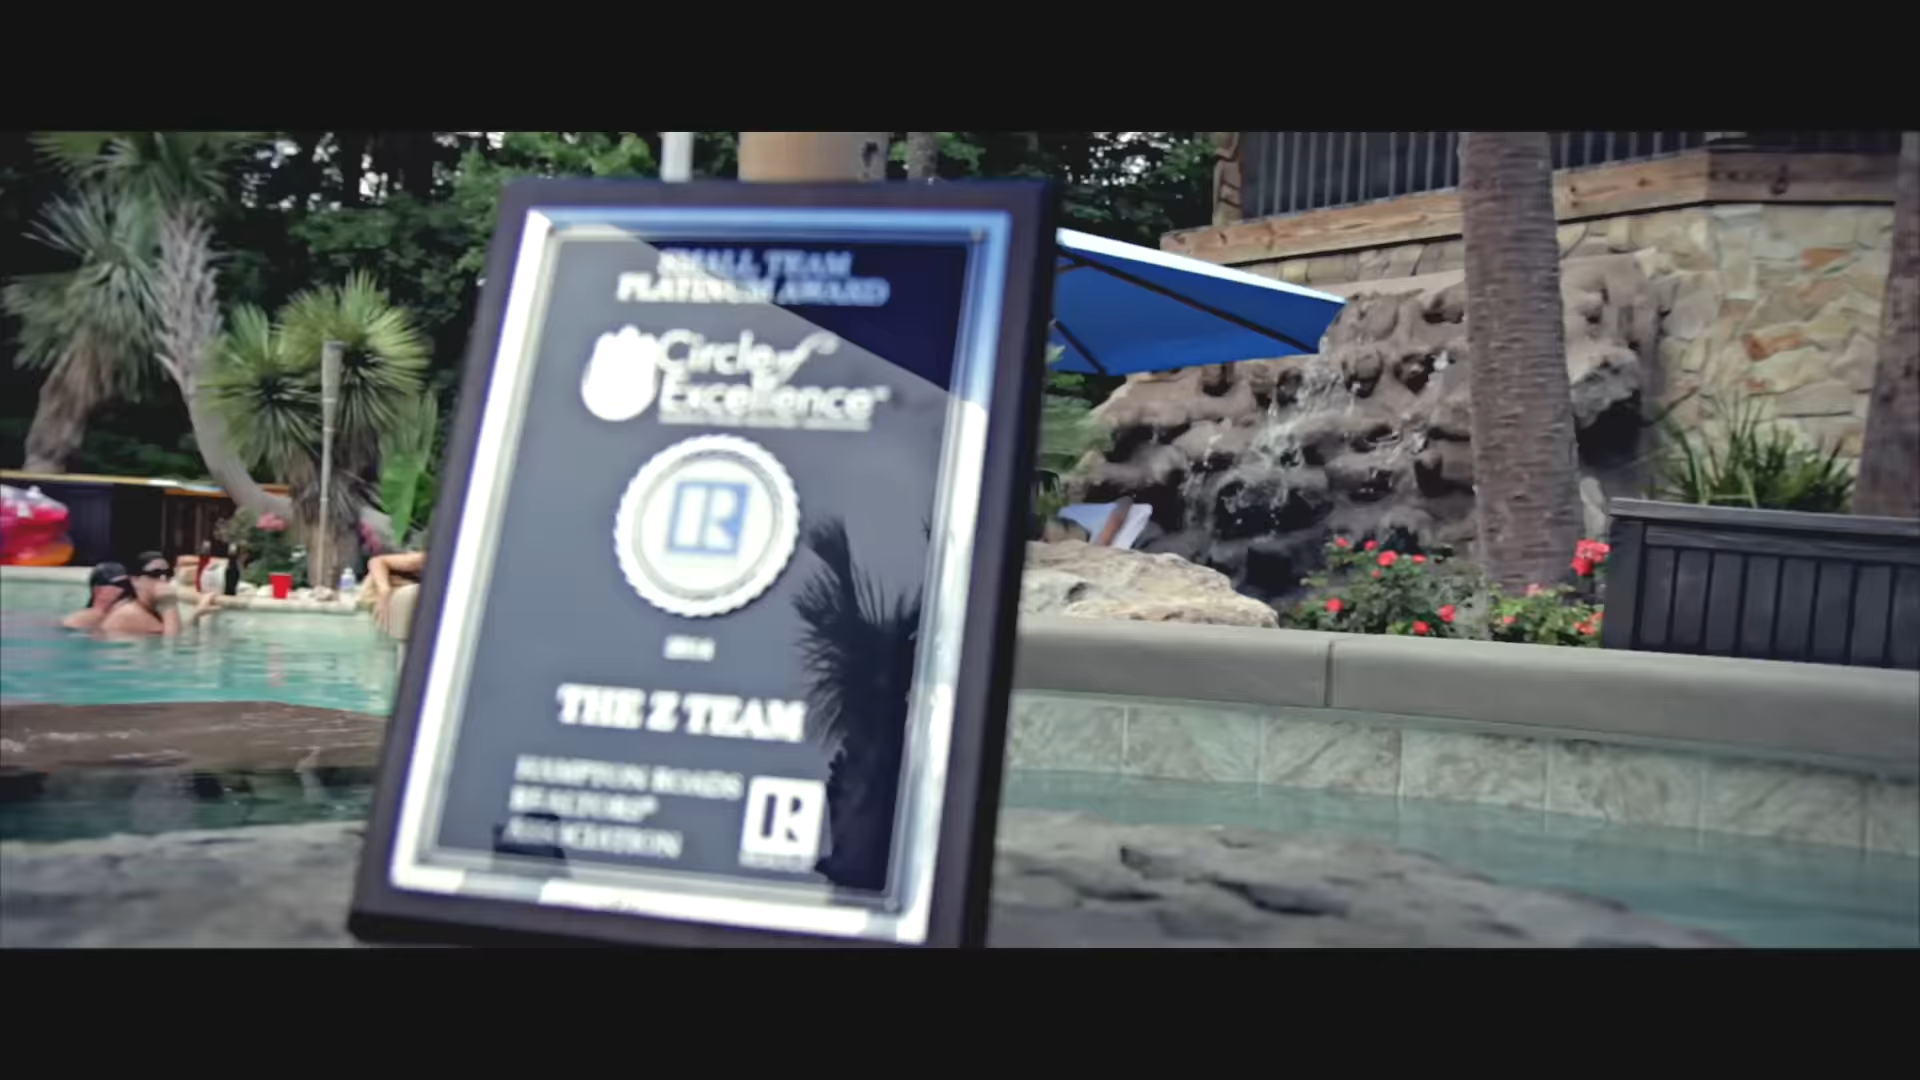 SMALL TEAM
PLATINUM AWARD
Circle of
Excellence
R
THE Z TEAM
HAMPTON ROADS
REALTORS®
ASSOCIATION
R